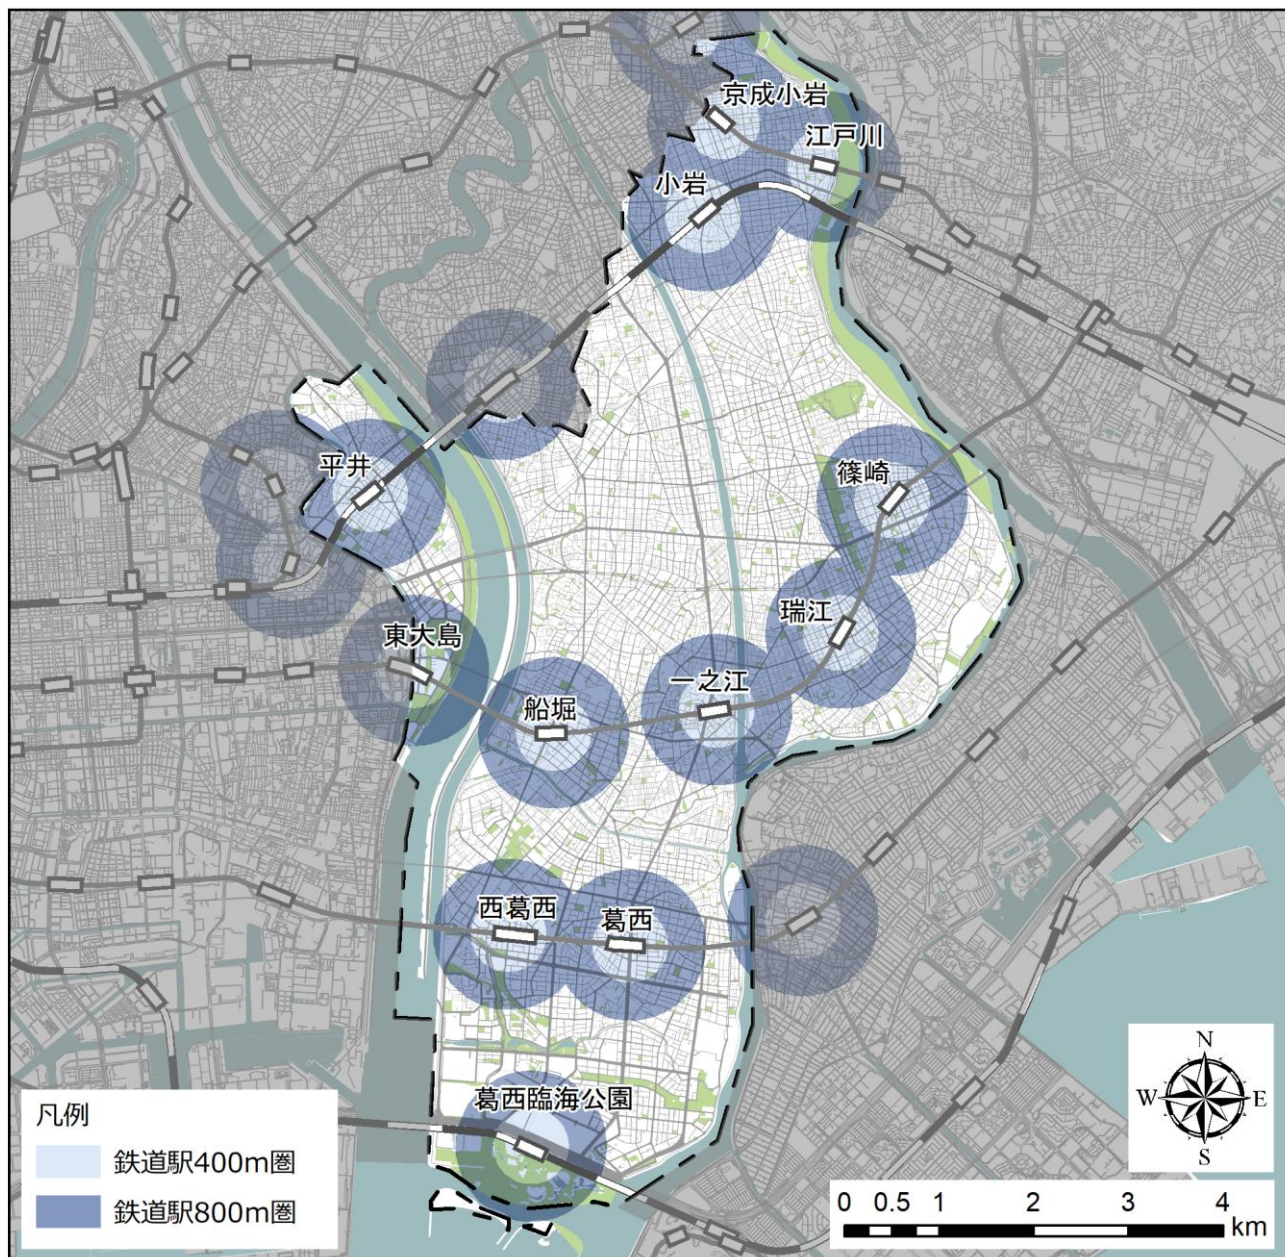 京成小岩
江戸川
小岩
平井
篠崎
瑞江
東大島
一之江
船堀
西葛西
葛西
葛西臨海公園
凡例
鉄道駅400m圏
鉄道駅800m圏
N
W E
S
0 0.5 1 2 3 4
km